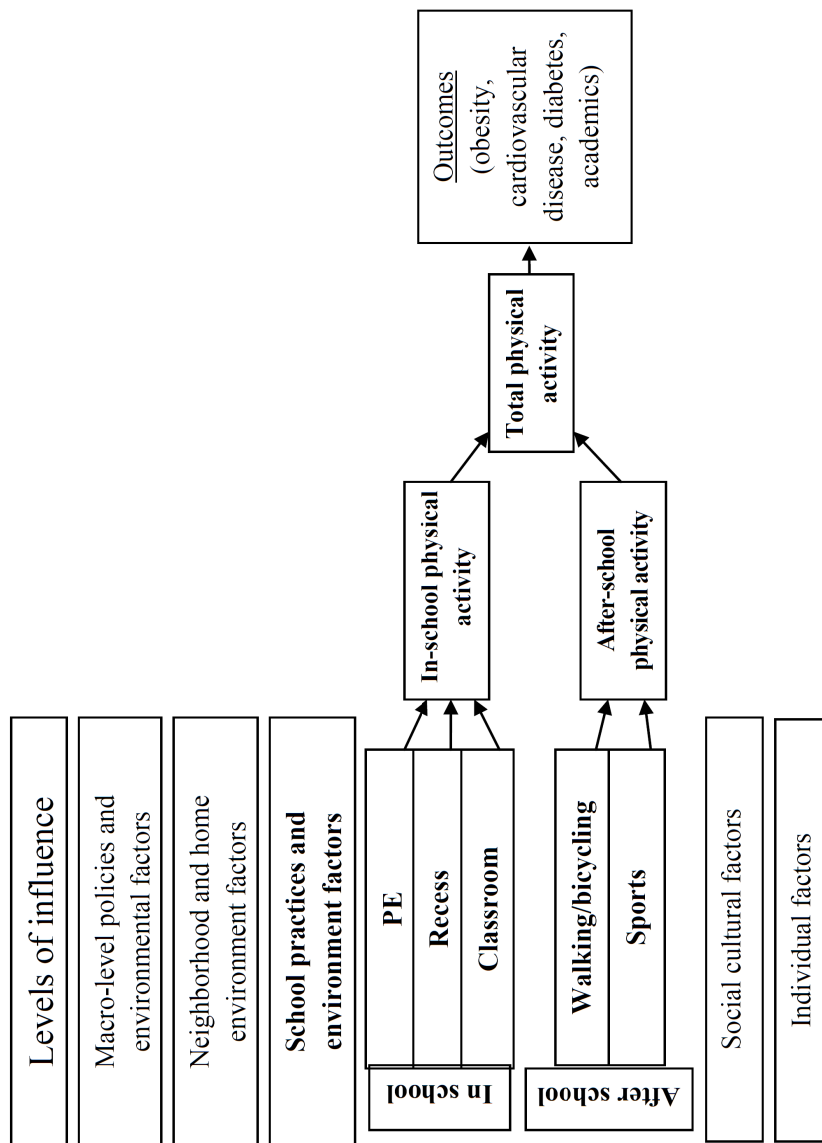 Levels of influence
Macro-level policies and
environmental factors
Neighborhood and home
environment factors
School practices and
environment factors
In school
PE
Recess
Classroom
After school
Walking/bicycling
Sports
Social cultural factors
Individual factors
In-school physical
activity
After-school
physical activity
Total physical
activity
Outcomes
(obesity,
cardiovascular
disease, diabetes,
academics)